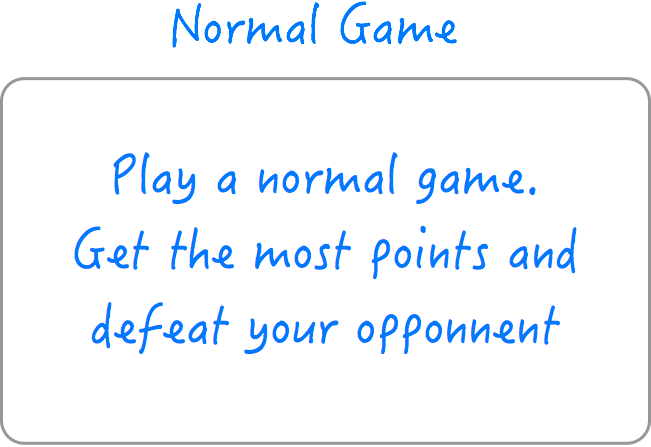 Normal Game
Play a normal game.
Get the most points and
defeat your opponnent